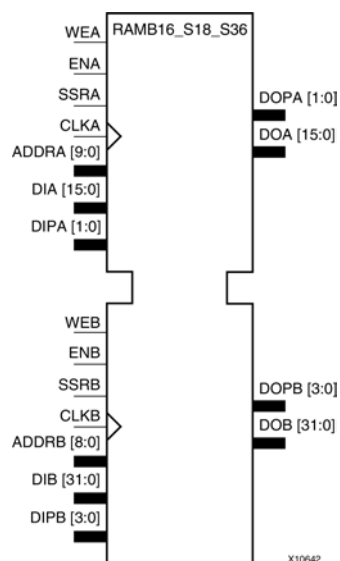 RAMB16_S18_S36
WEA
ENA
SSRA
CLKA
ADDRA [9:0]
DIA [15:0]
DIPA [1:0]
DOPA [1:0]
DOA [15:0]
WEB
ENB
SSRB
CLKB
ADDRB [8:0]
DIB [31:0]
DIPB [3:0]
DOPB [3:0]
DOB [31:0]
X10642